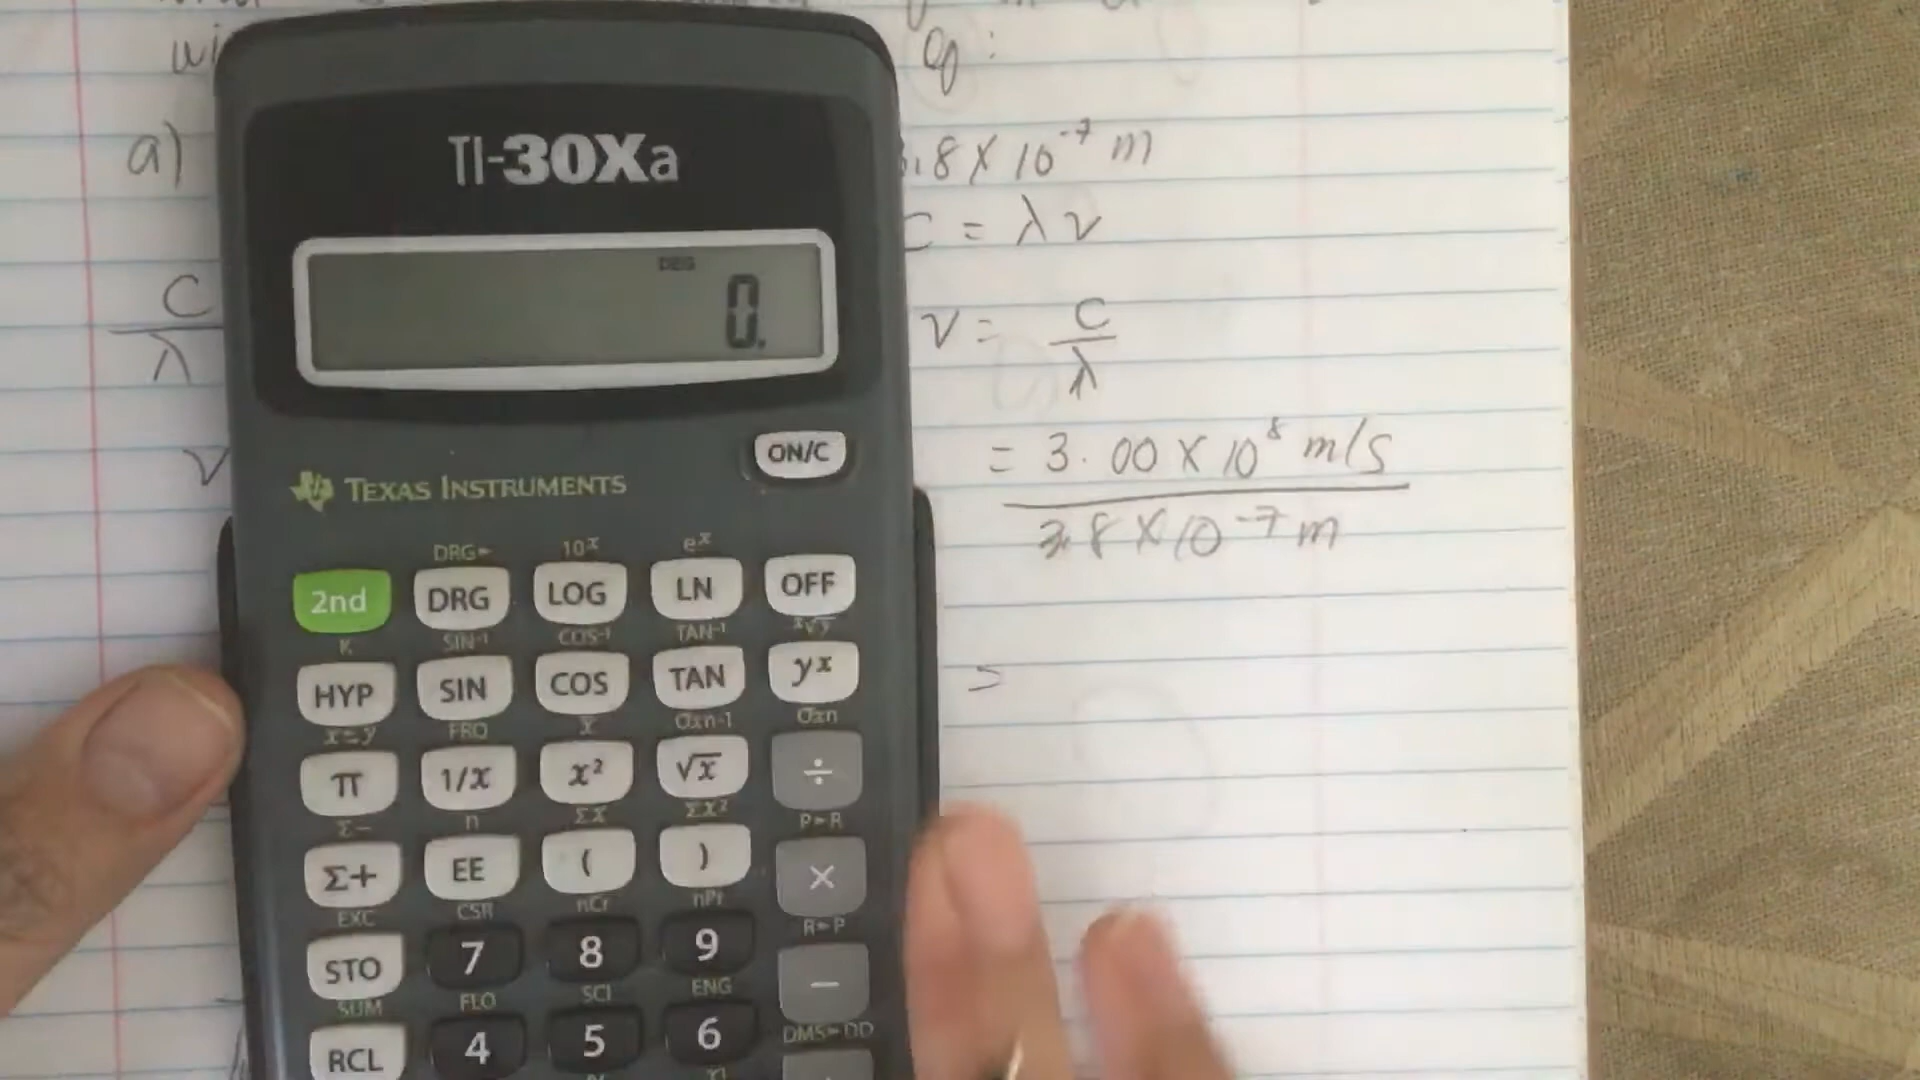 a)
.8 X 10⁻⁷ m
C = λ ν
C
λ
ν = C
λ
ν
= 3.00 X 10⁸ m/s
3.8 X 10⁻⁷ m
=
TI-30Xa
DEG
0.
ON/C
TEXAS INSTRUMENTS
DRG► 10ˣ eˣ
2nd DRG LOG LN OFF
K SIN⁻¹ COS⁻¹ TAN⁻¹ ˣ√y
HYP SIN COS TAN yˣ
FRQ x̄ σxn-1 σxn
π 1/x x² √x ÷
Σ− n Σx Σx² P►R
Σ+ EE ( ) ×
EXC CSR nCr nPr R►P
STO 7 8 9 −
SUM FLO SCI ENG DMS►DD
RCL 4 5 6